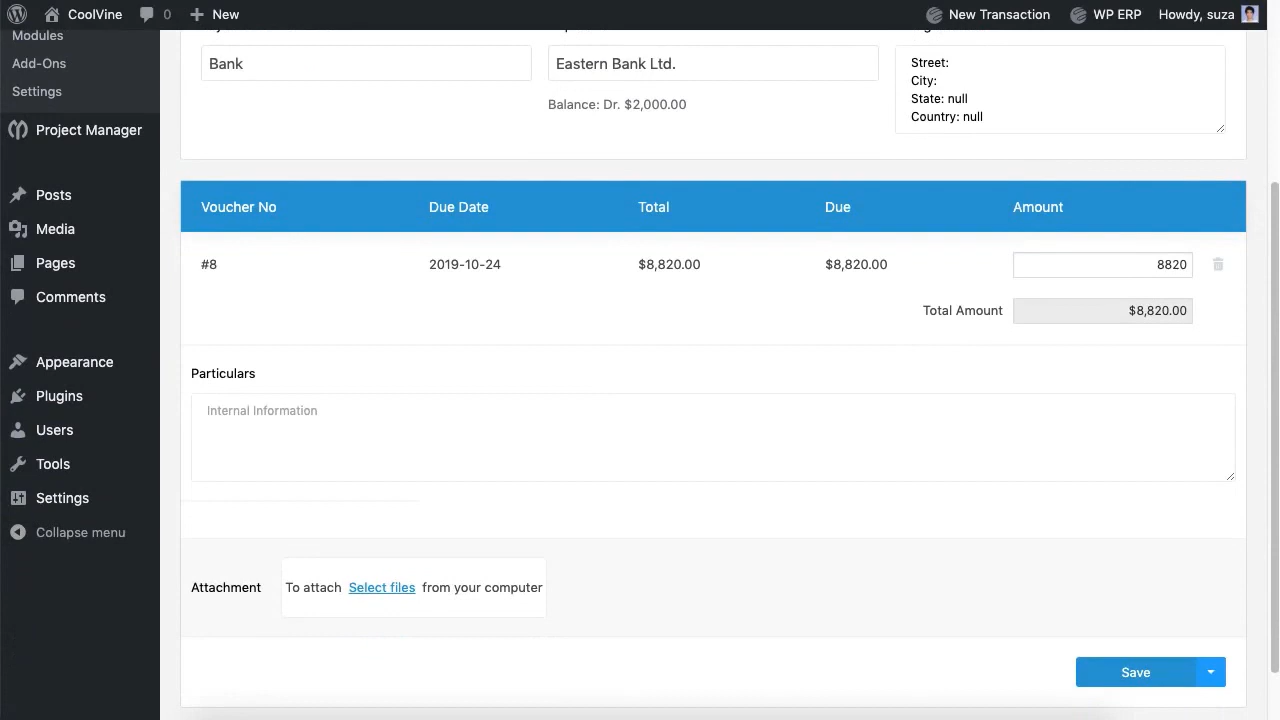 CoolVine 0 New New Transaction WP ERP Howdy, suza
Modules
Add-Ons
Settings
Project Manager
Posts
Media
Pages
Comments
Appearance
Plugins
Users
Tools
Settings
Collapse menu
Bank Eastern Bank Ltd. Street:
City:
State: null
Country: null
Balance: Dr. $2,000.00
Voucher No Due Date Total Due Amount
#8 2019-10-24 $8,820.00 $8,820.00 8820
Total Amount $8,820.00
Particulars
Internal Information
Attachment To attach Select files from your computer
Save